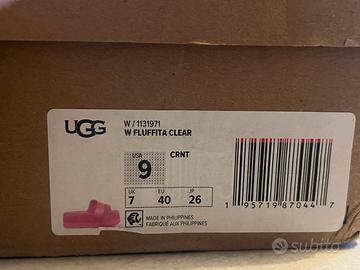 UGG
W / 1131971
W FLUFFITA CLEAR
USA
9
CRNT
UK EU JP
7 40 26
MADE IN PHILIPPINES
FABRIQUÉ AUX PHILIPPINES
1 95719 87044 7
subito